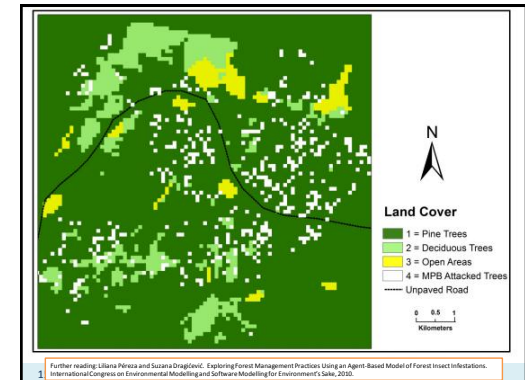 N
Land Cover
1 = Pine Trees
2 = Deciduous Trees
3 = Open Areas
4 = MPB Attacked Trees
Unpaved Road
0 0.5 1
Kilometers
1
Further reading: Liliana Péreza and Suzana Dragićević. Exploring Forest Management Practices Using an Agent-Based Model of Forest Insect Infestations.
International Congress on Environmental Modelling and Software Modelling for Environment's Sake, 2010.